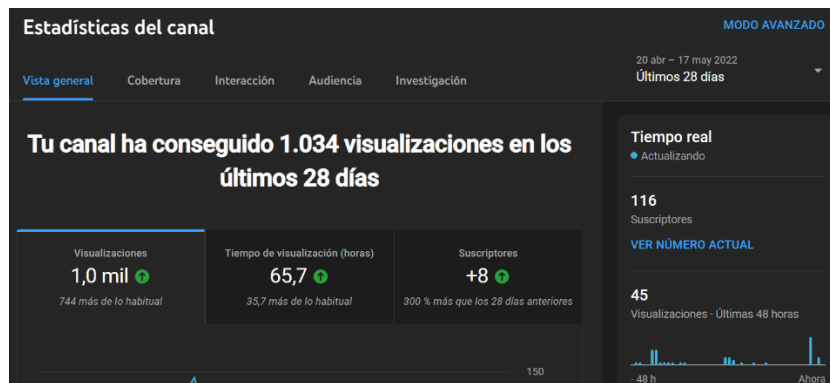 Estadísticas del canal
MODO AVANZADO
Vista general
Cobertura
Interacción
Audiencia
Investigación
20 abr – 17 may 2022
Últimos 28 días
Tu canal ha conseguido 1.034 visualizaciones en los
últimos 28 días
Visualizaciones
1,0 mil
744 más de lo habitual
Tiempo de visualización (horas)
65,7
35,7 más de lo habitual
Suscriptores
+8
300 % más que los 28 días anteriores
150
Tiempo real
Actualizando
116
Suscriptores
VER NÚMERO ACTUAL
45
Visualizaciones · Últimas 48 horas
- 48 h
Ahora